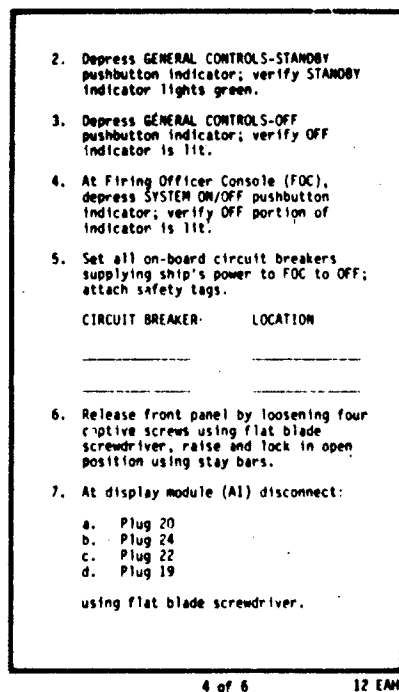 2. Depress GENERAL CONTROLS-STANDBY
pushbutton indicator; verify STANDBY
indicator lights green.
3. Depress GENERAL CONTROLS-OFF
pushbutton indicator; verify OFF
indicator is lit.
4. At Firing Officer Console (FOC),
depress SYSTEM ON/OFF pushbutton
indicator; verify OFF portion of
indicator is lit.
5. Set all on-board circuit breakers
supplying ship's power to FOC to OFF;
attach safety tags.
CIRCUIT BREAKER LOCATION
6. Release front panel by loosening four
captive screws using flat blade
screwdriver, raise and lock in open
position using stay bars.
7. At display module (A1) disconnect:
a. Plug 20
b. Plug 24
c. Plug 22
d. Plug 19
using flat blade screwdriver.
4 of 6 12 EAM